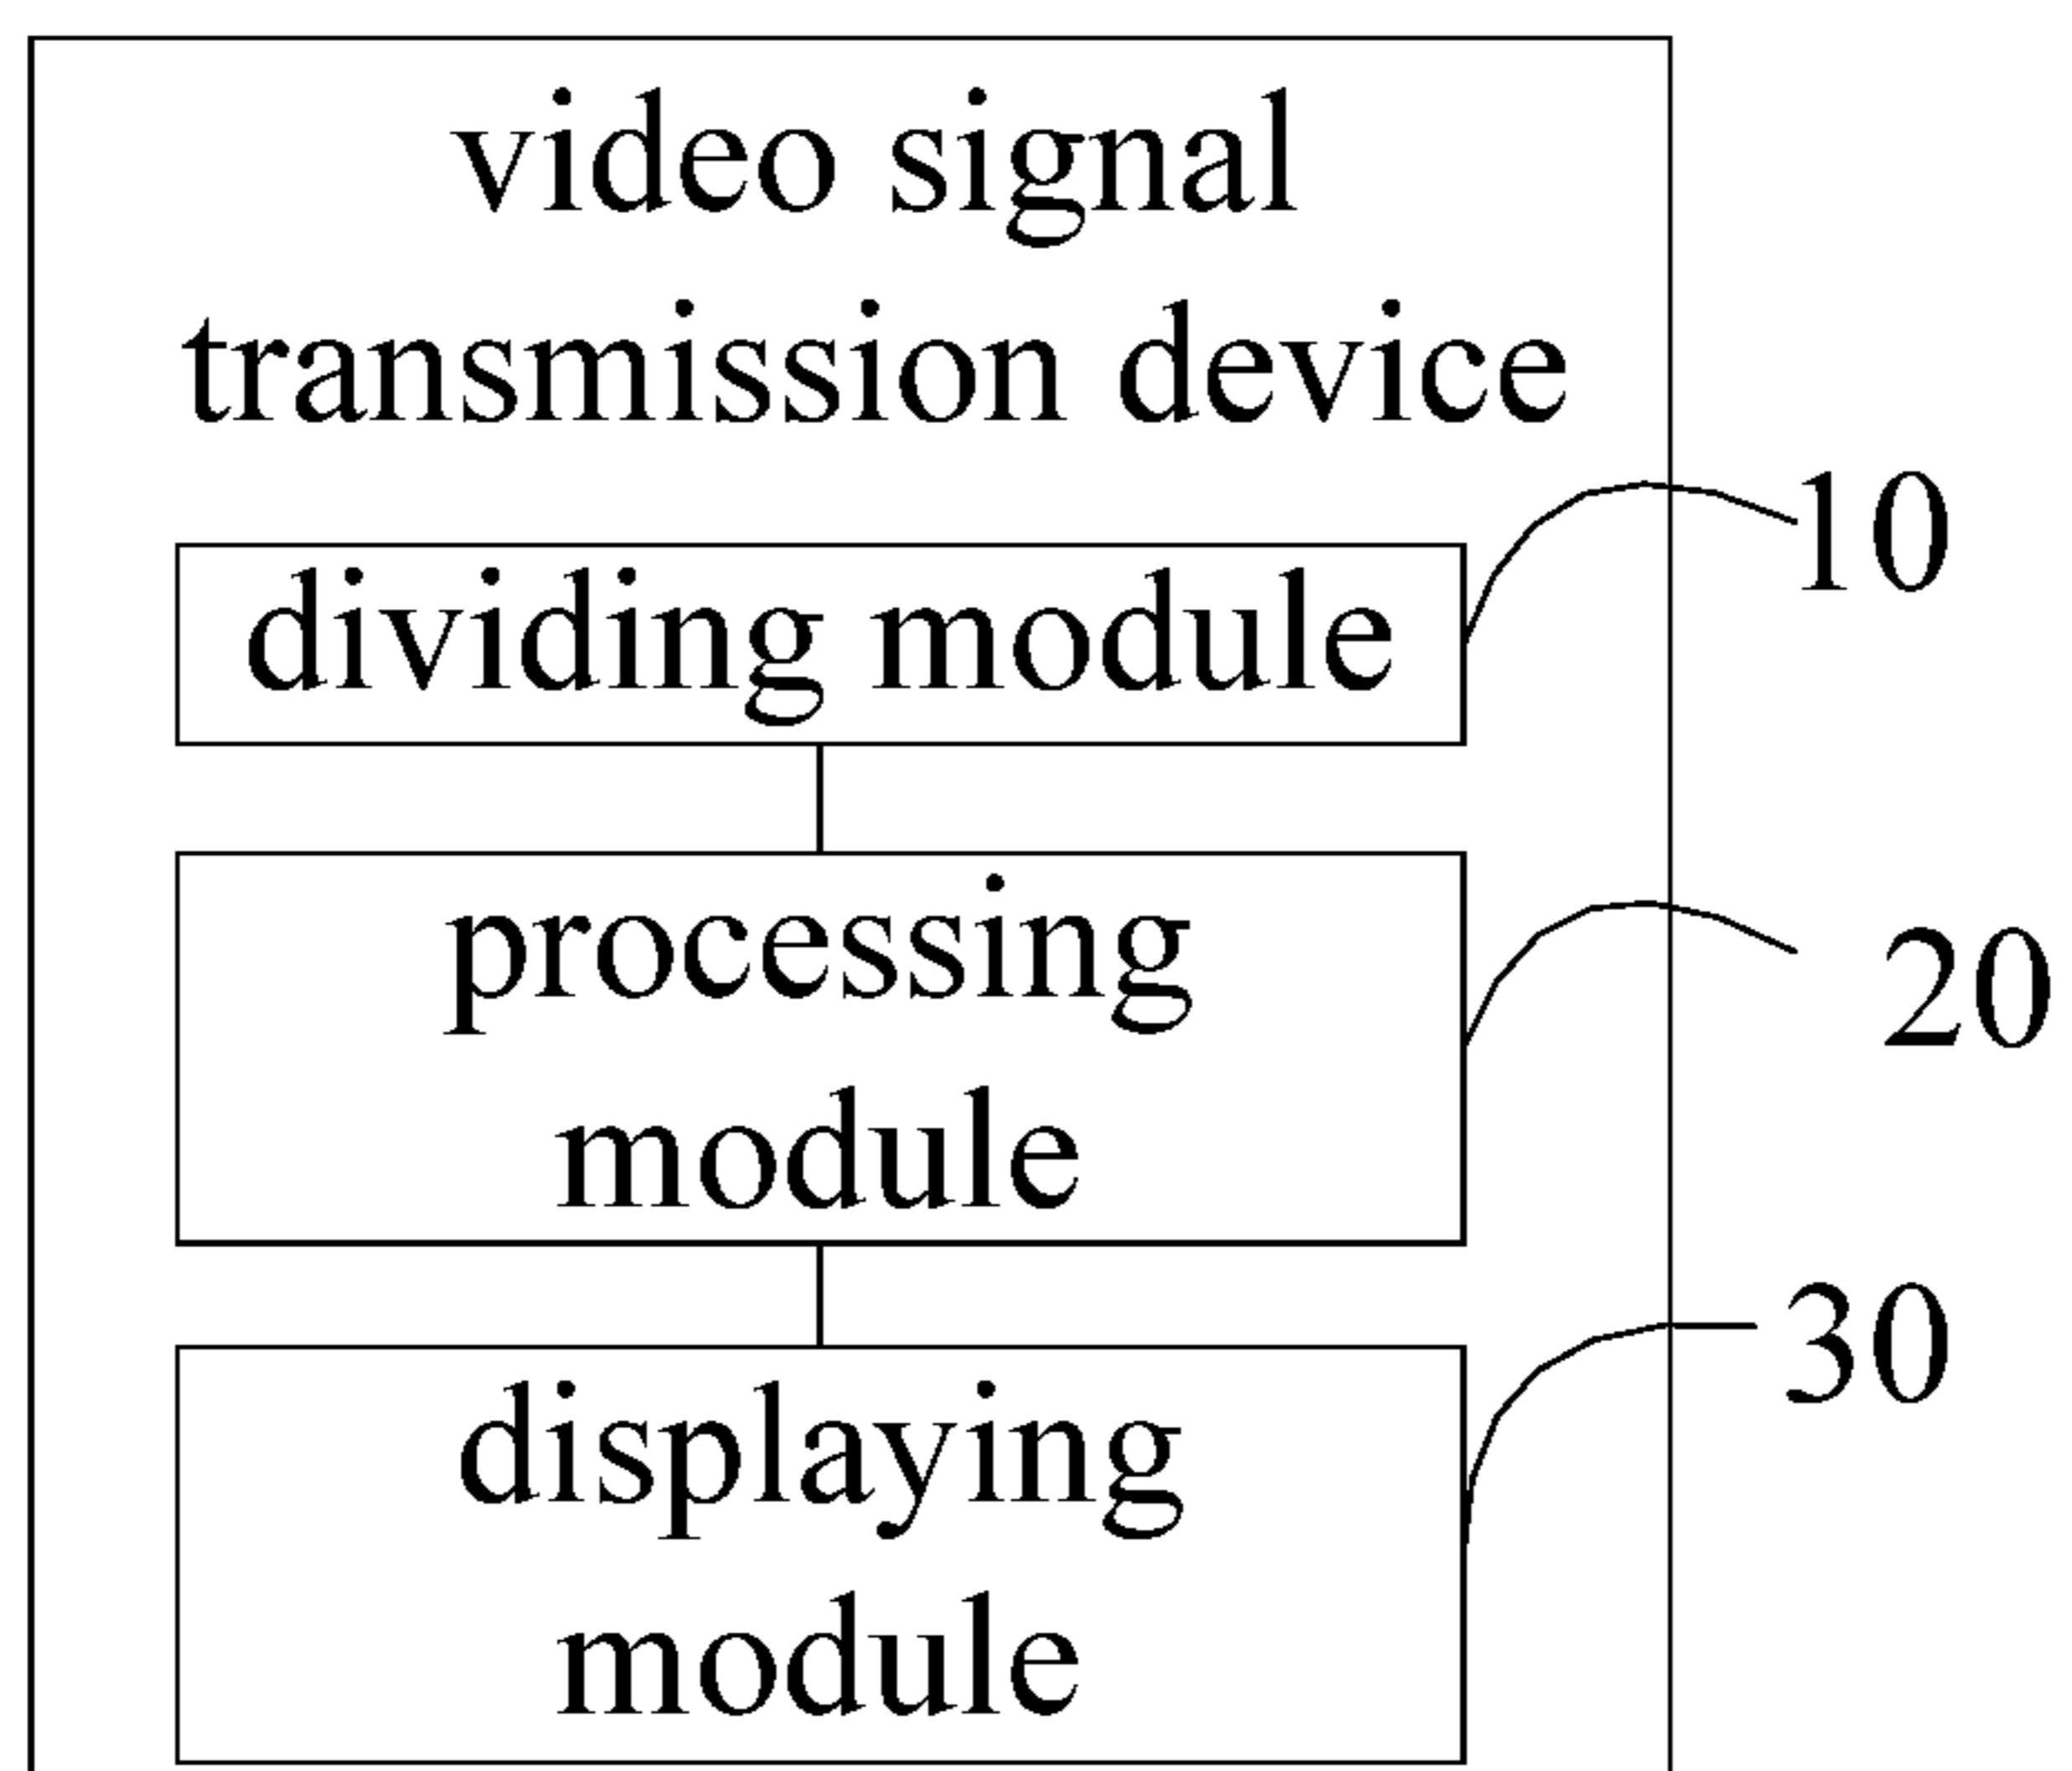 video signal
transmission device
10
dividing module
processing
module
20
30
displaying
module